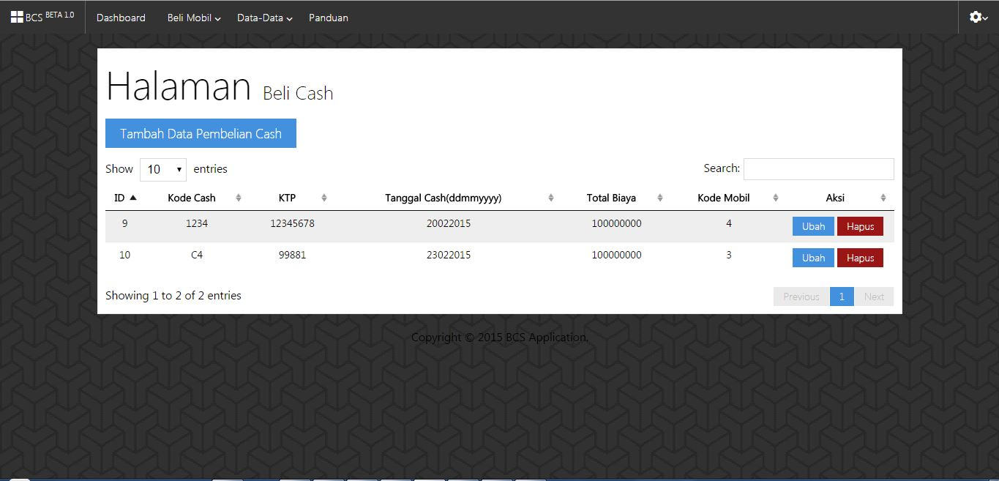 BCS BETA 1.0 Dashboard Beli Mobil Data-Data Panduan
Halaman Beli Cash
Tambah Data Pembelian Cash
Show 10 entries Search:
ID Kode Cash KTP Tanggal Cash(ddmmyyyy) Total Biaya Kode Mobil Aksi
9 1234 12345678 20022015 100000000 4 Ubah Hapus
10 C4 99881 23022015 100000000 3 Ubah Hapus
Showing 1 to 2 of 2 entries Previous 1 Next
Copyright © 2015 BCS Application.